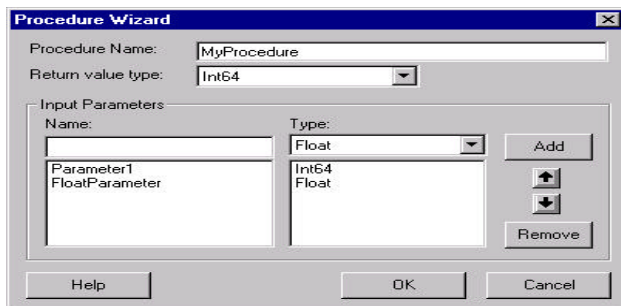 Procedure Wizard
Procedure Name: MyProcedure
Return value type: Int64
Input Parameters
Name: Type:
Float Add
Parameter1 Int64
FloatParameter Float
Remove
Help OK Cancel